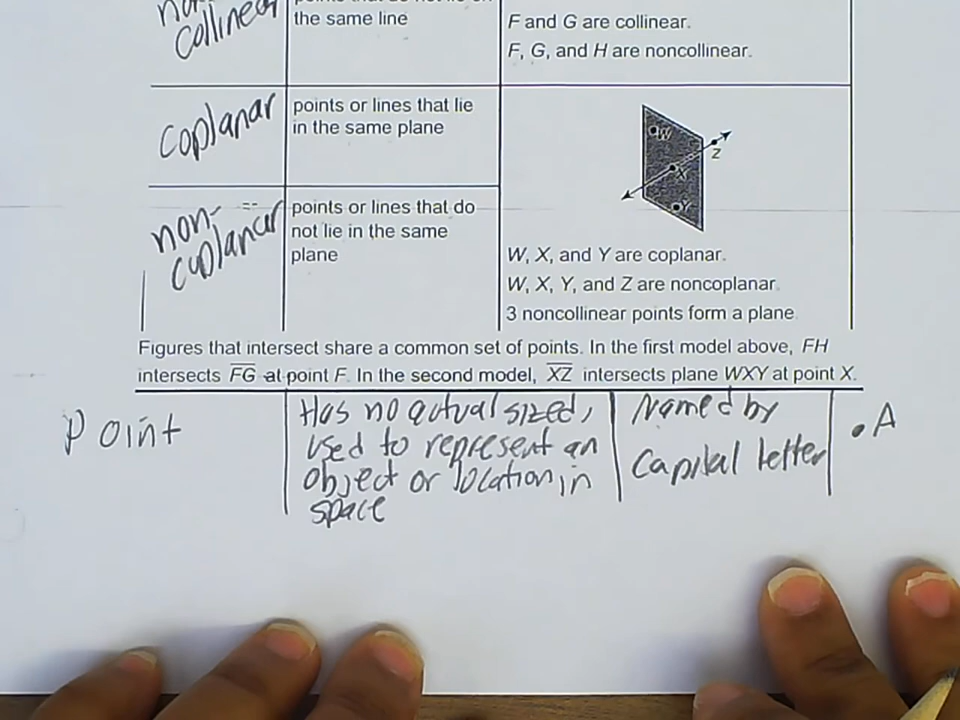 non-
collinear
the same line
F and G are collinear.
F, G, and H are noncollinear.
coplanar
points or lines that lie
in the same plane
W
X
Y
Z
non-
coplanar
points or lines that do
not lie in the same
plane
W, X, and Y are coplanar.
W, X, Y, and Z are noncoplanar.
3 noncollinear points form a plane
Figures that intersect share a common set of points. In the first model above, FH
intersects FG at point F. In the second model, XZ intersects plane WXY at point X.
Point
Has no actual sized,
used to represent an
object or location in
space
Named by
Capital letter
A